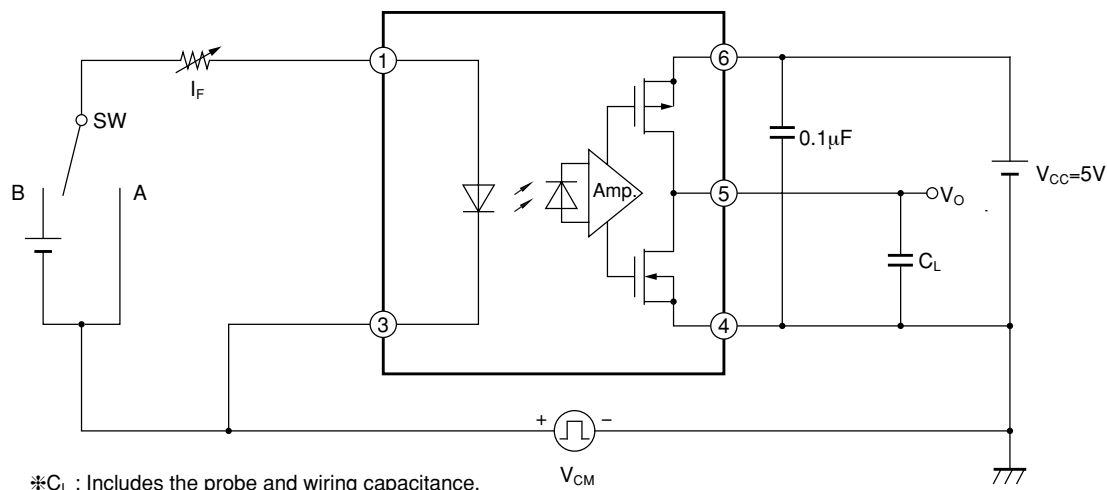 1
6
I_F
SW
0.1μF
B
A
Amp.
5
V_O
V_CC=5V
C_L
3
4
+
−
V_CM
※C_L : Includes the probe and wiring capacitance.